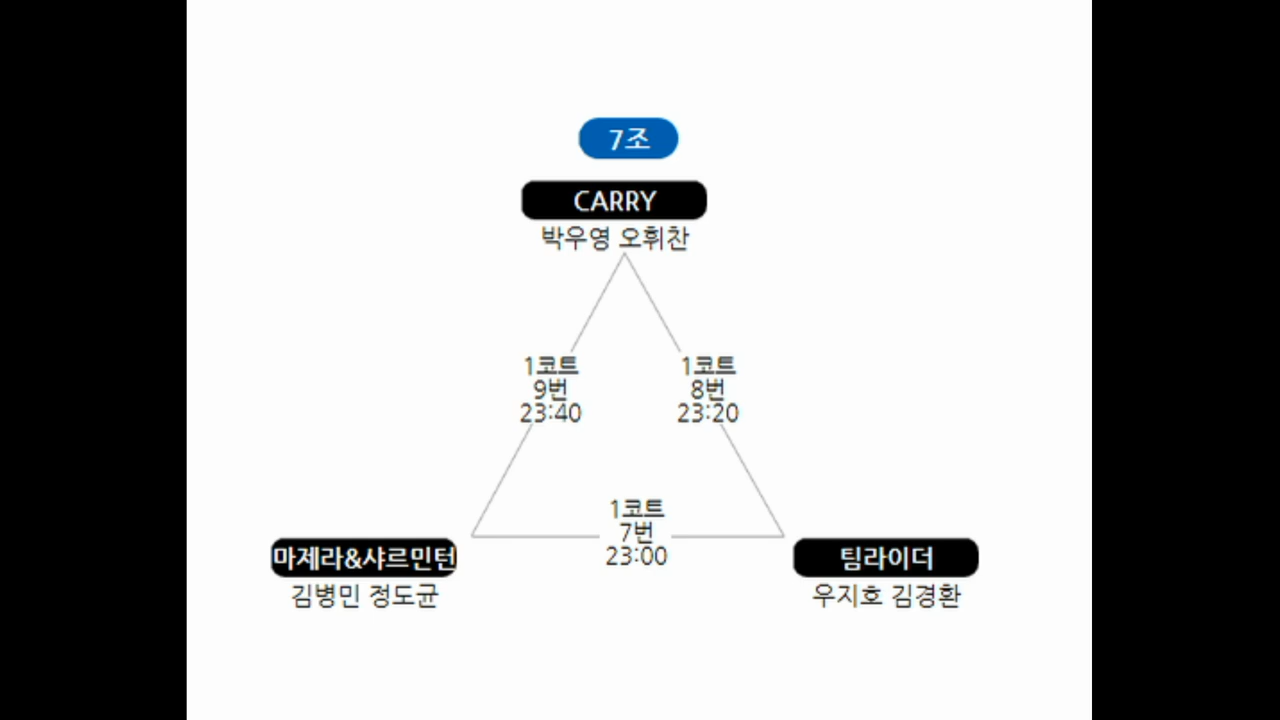 7조
CARRY
박우영 오휘찬
1코트
9번
23:40
1코트
8번
23:20
1코트
7번
23:00
마제라&샤르민턴
김병민 정도균
팀라이더
우지호 김경환